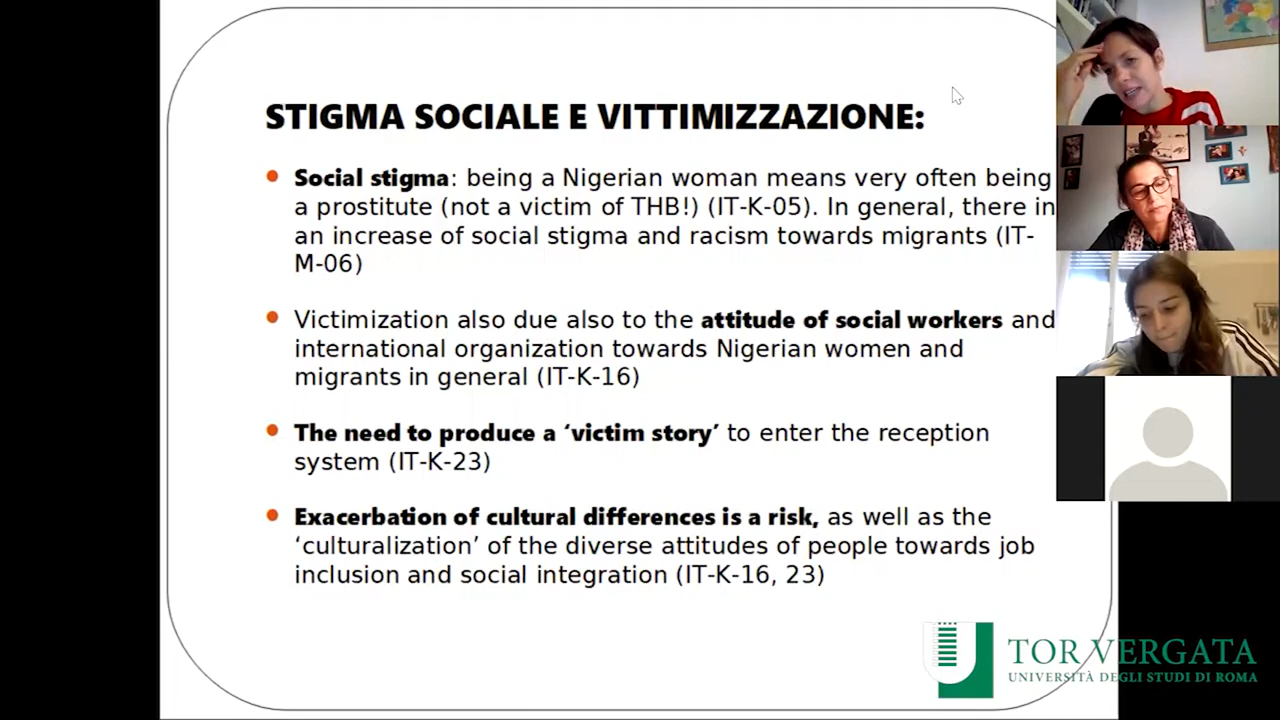 STIGMA SOCIALE E VITTIMIZZAZIONE:
Social stigma: being a Nigerian woman means very often being
a prostitute (not a victim of THB!) (IT-K-05). In general, there in
an increase of social stigma and racism towards migrants (IT-
M-06)
Victimization also due also to the attitude of social workers and
international organization towards Nigerian women and
migrants in general (IT-K-16)
The need to produce a ‘victim story’ to enter the reception
system (IT-K-23)
Exacerbation of cultural differences is a risk, as well as the
‘culturalization’ of the diverse attitudes of people towards job
inclusion and social integration (IT-K-16, 23)
TOR VERGATA
UNIVERSITÀ DEGLI STUDI DI ROMA